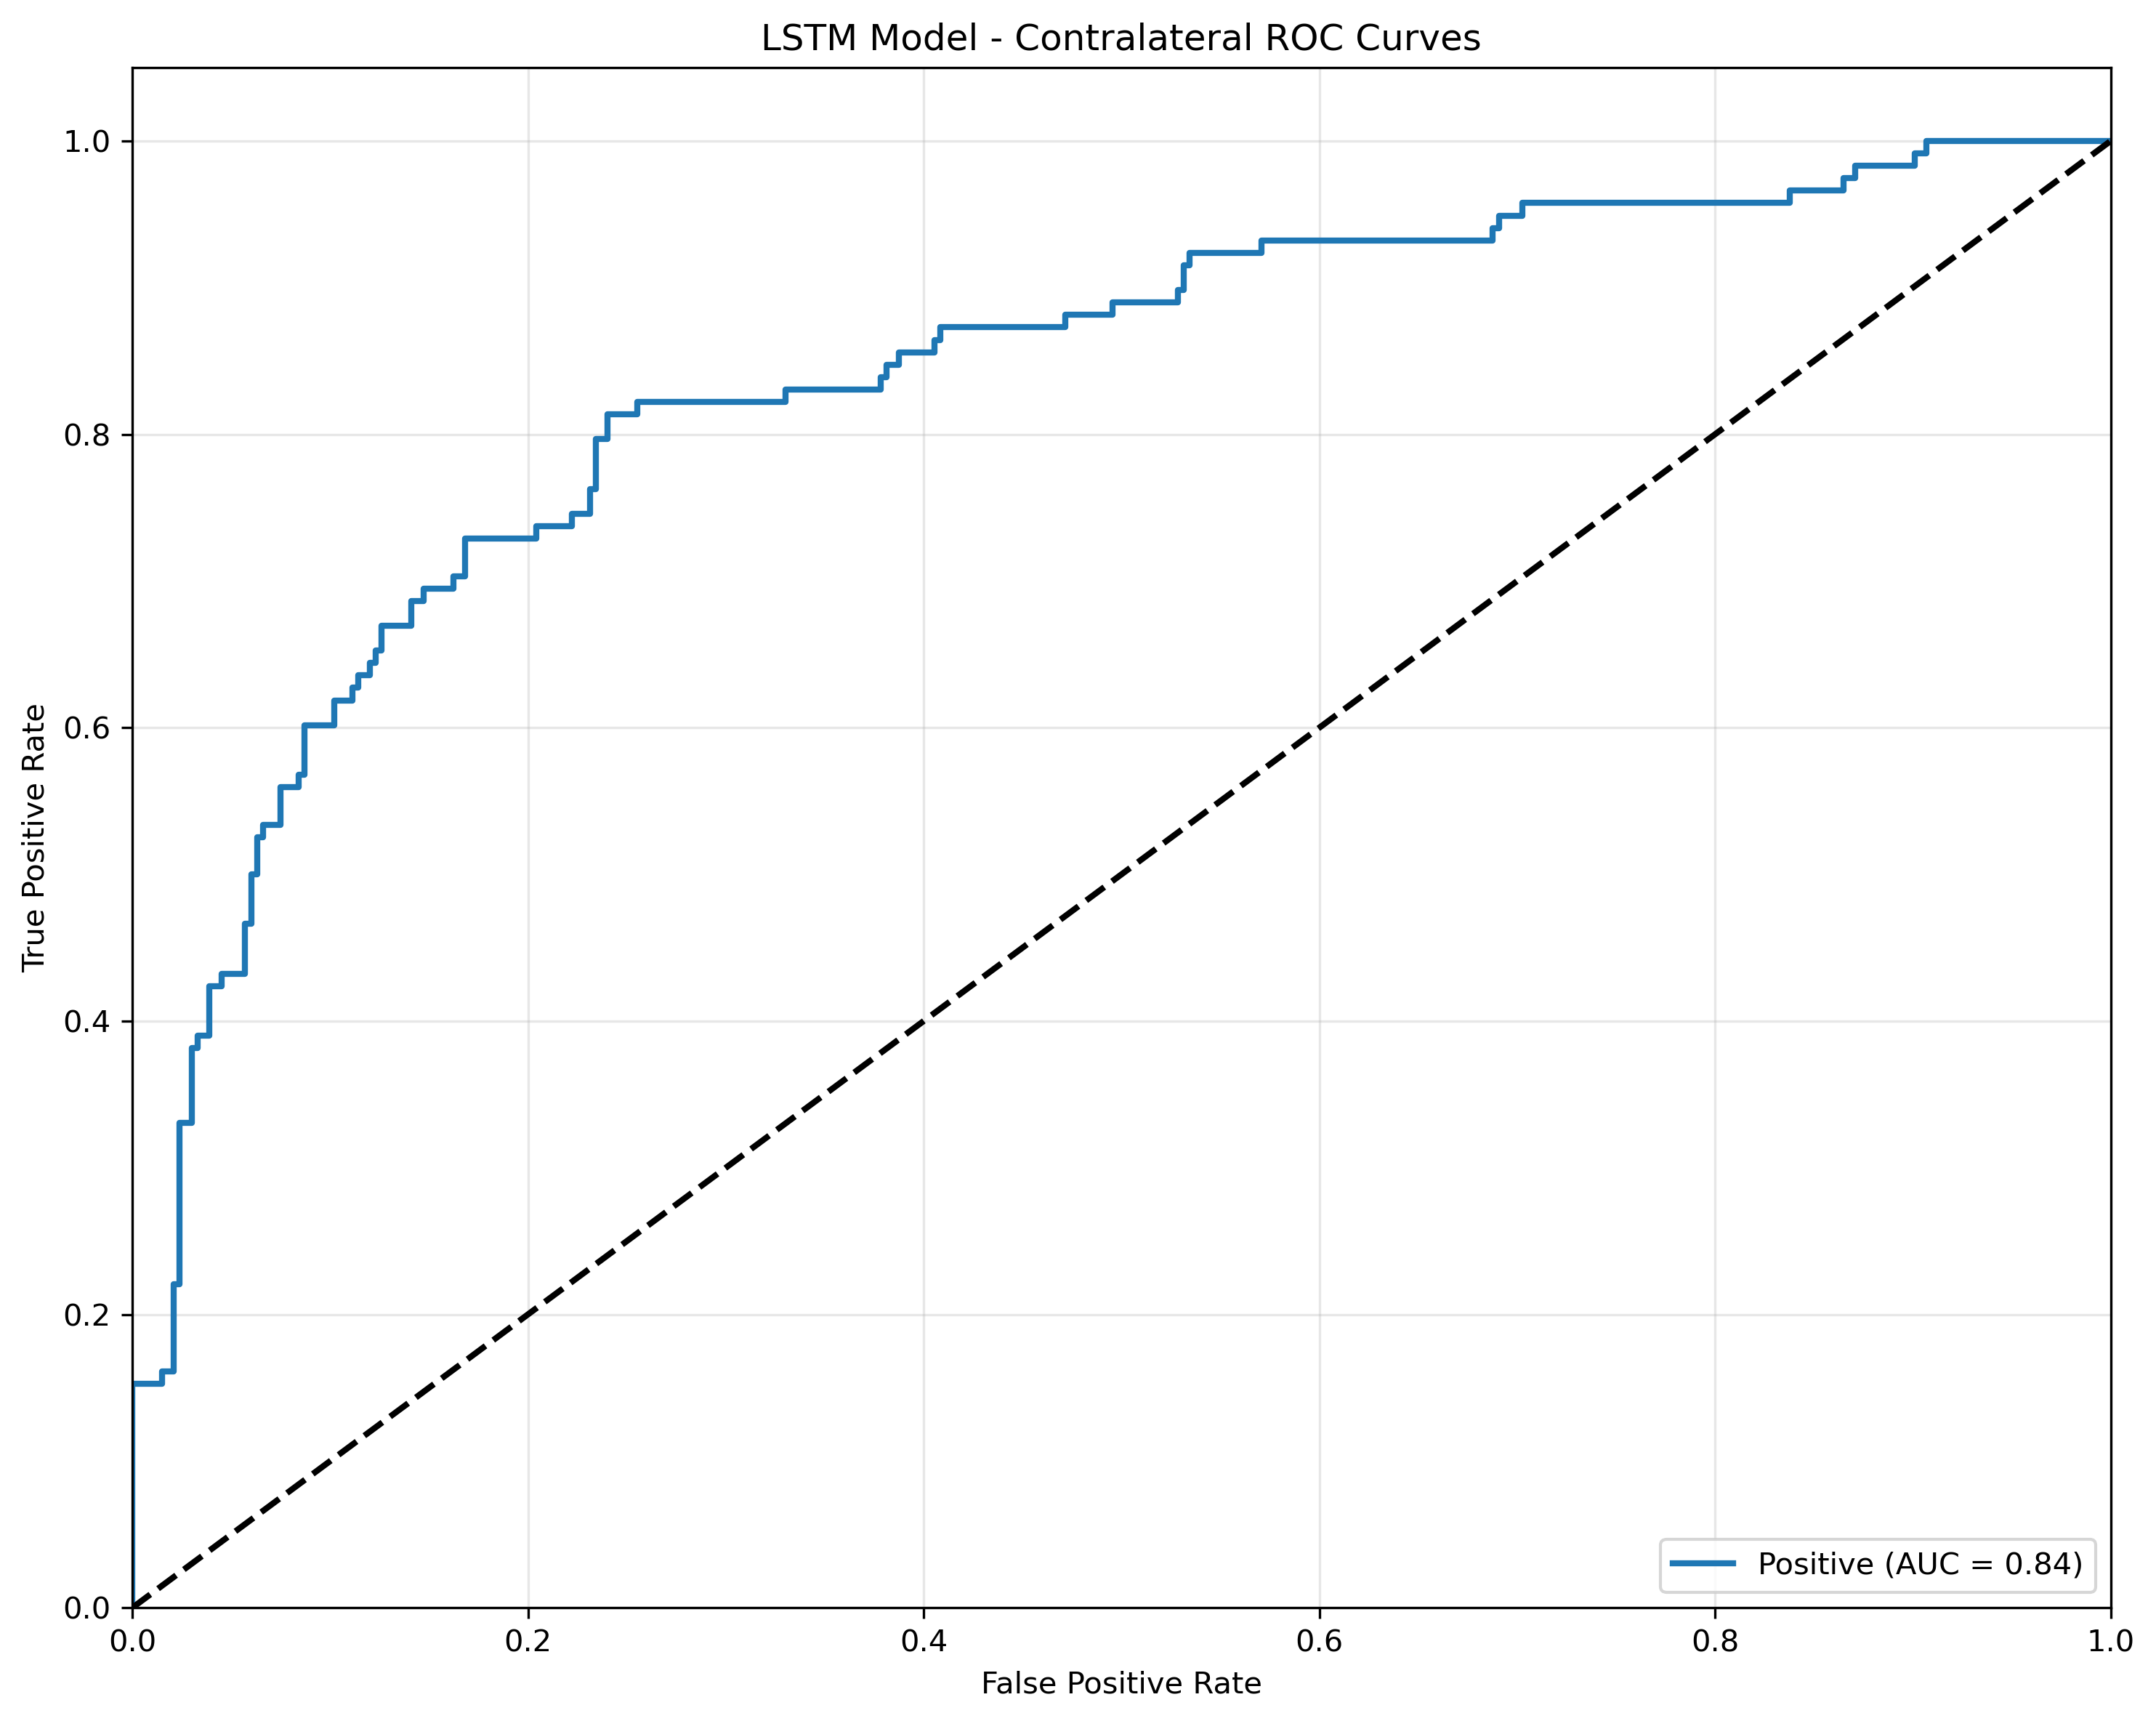 LSTM Model - Contralateral ROC Curves
True Positive Rate
1.0
0.8
0.6
0.4
0.2
0.0
0.0 0.2 0.4 0.6 0.8 1.0
False Positive Rate
Positive (AUC = 0.84)